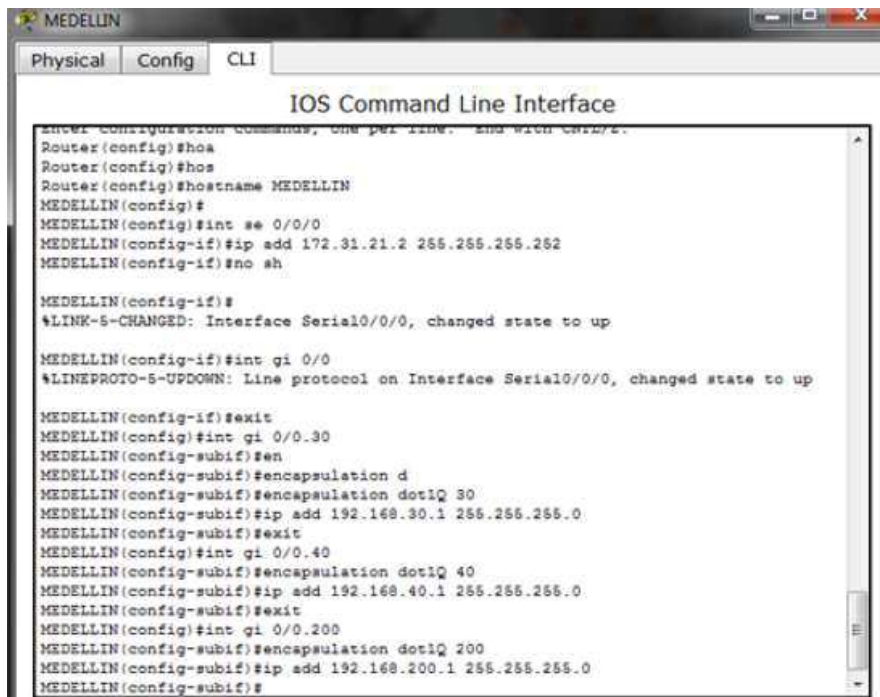 MEDELLIN
Physical Config CLI
IOS Command Line Interface
Enter configuration commands, one per line. End with CNTL/Z.
Router(config)#hoa
Router(config)#hos
Router(config)#hostname MEDELLIN
MEDELLIN(config)#
MEDELLIN(config)#int se 0/0/0
MEDELLIN(config-if)#ip add 172.31.21.2 255.255.255.252
MEDELLIN(config-if)#no sh
MEDELLIN(config-if)#
%LINK-5-CHANGED: Interface Serial0/0/0, changed state to up
MEDELLIN(config-if)#int gi 0/0
%LINEPROTO-5-UPDOWN: Line protocol on Interface Serial0/0/0, changed state to up
MEDELLIN(config-if)#exit
MEDELLIN(config)#int gi 0/0.30
MEDELLIN(config-subif)#en
MEDELLIN(config-subif)#encapsulation d
MEDELLIN(config-subif)#encapsulation dot1Q 30
MEDELLIN(config-subif)#ip add 192.168.30.1 255.255.255.0
MEDELLIN(config-subif)#exit
MEDELLIN(config)#int gi 0/0.40
MEDELLIN(config-subif)#encapsulation dot1Q 40
MEDELLIN(config-subif)#ip add 192.168.40.1 255.255.255.0
MEDELLIN(config-subif)#exit
MEDELLIN(config)#int gi 0/0.200
MEDELLIN(config-subif)#encapsulation dot1Q 200
MEDELLIN(config-subif)#ip add 192.168.200.1 255.255.255.0
MEDELLIN(config-subif)#